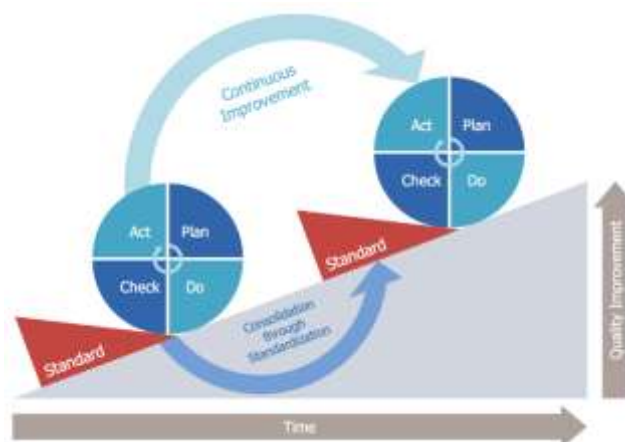 Continuous
Improvement
Act
Plan
Check
Do
Act
Plan
Check
Do
Standard
Standard
Consolidation
through
Standardization
Quality Improvement
Time